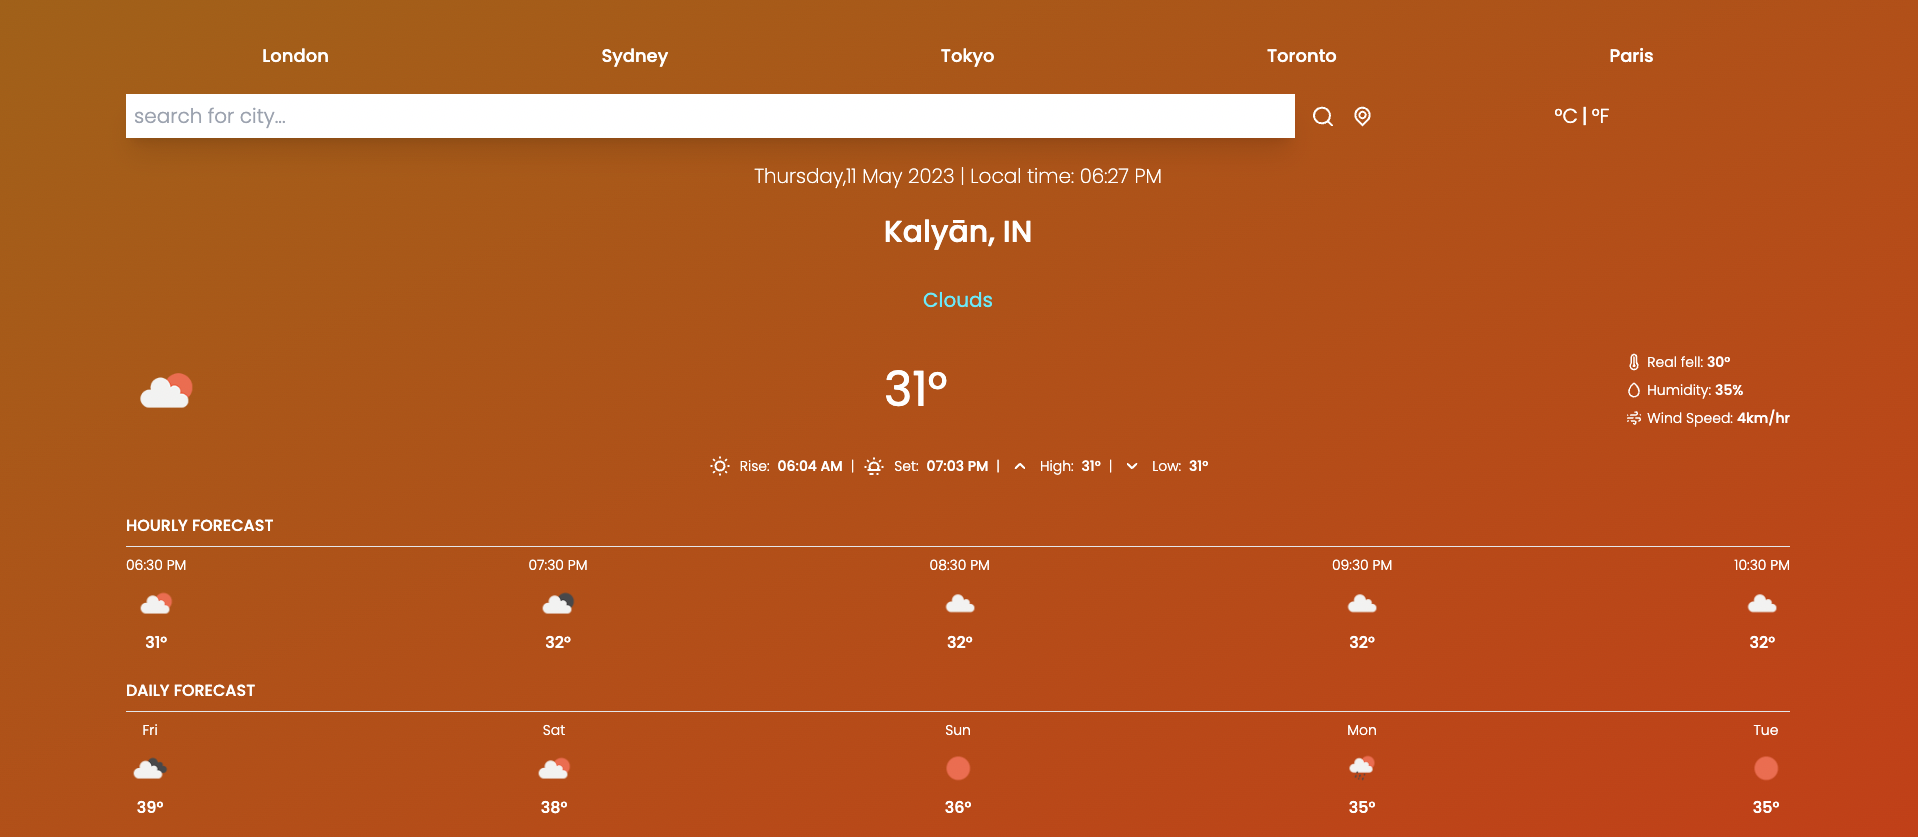 London Sydney Tokyo Toronto Paris
search for city...
°C | °F
Thursday,11 May 2023 | Local time: 06:27 PM
Kalyān, IN
Clouds
31°
Real fell: 30°
Humidity: 35%
Wind Speed: 4km/hr
Rise: 06:04 AM | Set: 07:03 PM | High: 31° | Low: 31°
HOURLY FORECAST
06:30 PM 07:30 PM 08:30 PM 09:30 PM 10:30 PM
31° 32° 32° 32° 32°
DAILY FORECAST
Fri Sat Sun Mon Tue
39° 38° 36° 35° 35°